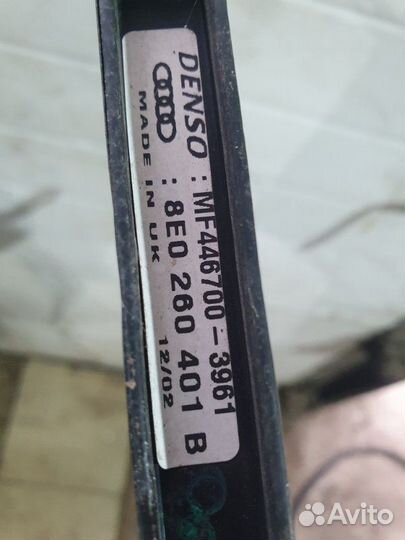 DENSO : MF446700-3961
: 8E0 260 401 B
MADE IN UK
12/02
Avito